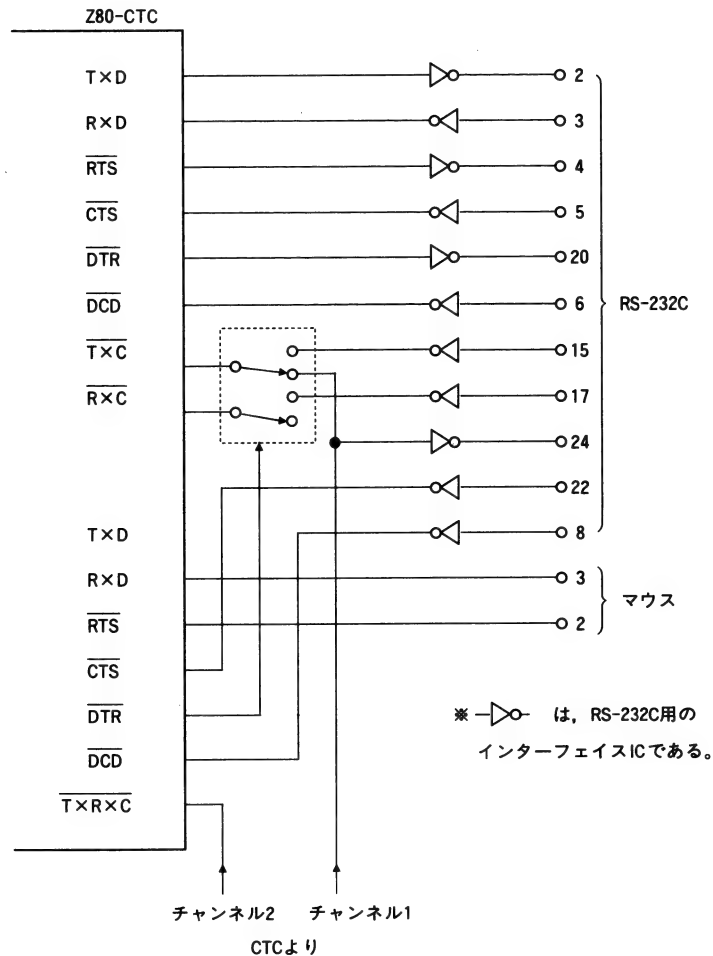 Z80-CTC
T×D
2
R×D
3
RTS
4
CTS
5
DTR
20
DCD
6
RS-232C
T×C
15
R×C
17
24
22
T×D
8
R×D
3
マウス
RTS
2
CTS
DTR
※ は，RS-232C用の
インターフェイスICである。
DCD
T×R×C
チャンネル2
チャンネル1
CTCより